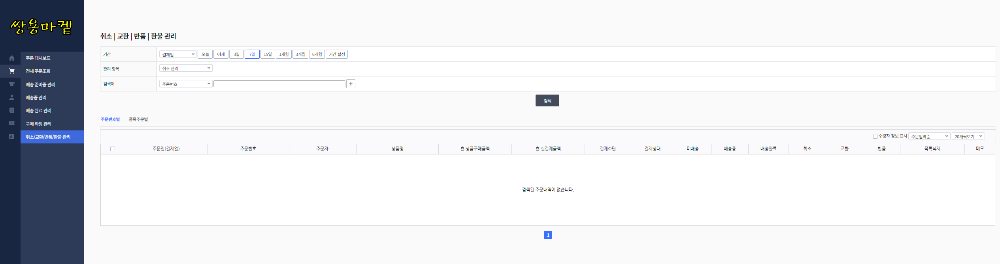 쌍용마켙
주문 대시보드
전체 주문조회
배송 준비중 관리
배송중 관리
배송 완료 관리
구매 확정 관리
취소/교환/반품/환불 관리
취소 | 교환 | 반품 | 환불 관리
기간 결제일 오늘 어제 3일 7일 15일 1개월 3개월 6개월 기간 설정
관리 항목 취소 관리
검색어 주문번호 +
검색
주문번호별 품목주문별
수령자 정보 표시 주문일역순 20개씩보기
주문일(결제일) 주문번호 주문자 상품명 총 상품구매금액 총 실결제금액 결제수단 결제상태 미배송 배송중 배송완료 취소 교환 반품 목록삭제 메모
검색된 주문내역이 없습니다.
1